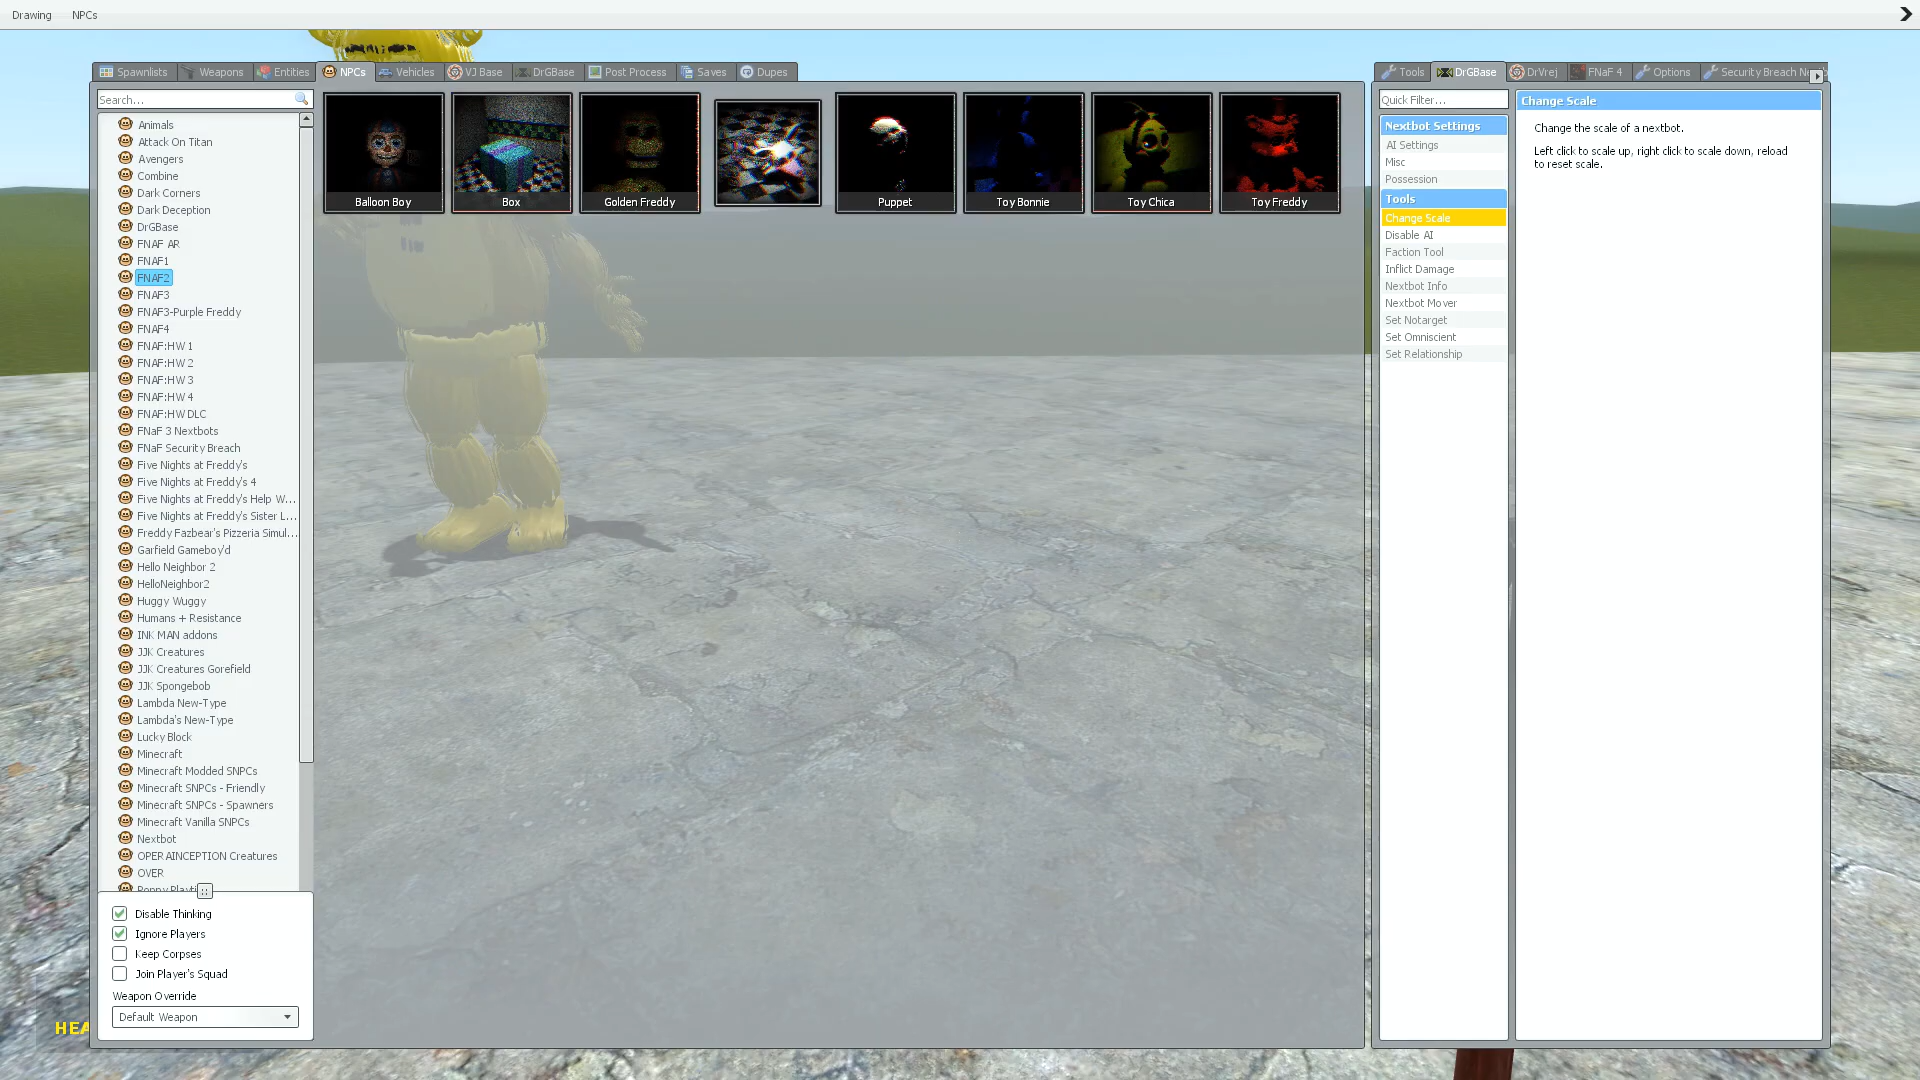 Drawing NPCs
Spawnlists Weapons Entities NPCs Vehicles VJ Base DrGBase Post Process Saves Dupes
Search...
Animals
Attack On Titan
Avengers
Combine
Dark Corners
Dark Deception
DrGBase
FNAF AR
FNAF1
FNAF2
FNAF3
FNAF3-Purple Freddy
FNAF4
FNAF:HW 1
FNAF:HW 2
FNAF:HW 3
FNAF:HW 4
FNAF:HW DLC
FNaF 3 Nextbots
FNaF Security Breach
Five Nights at Freddy's
Five Nights at Freddy's 4
Five Nights at Freddy's Help W...
Five Nights at Freddy's Sister L...
Freddy Fazbear's Pizzeria Simul...
Garfield Gameboy'd
Hello Neighbor 2
HelloNeighbor2
Huggy Wuggy
Humans + Resistance
INK MAN addons
JJK Creatures
JJK Creatures Gorefield
JJK Spongebob
Lambda New-Type
Lambda's New-Type
Lucky Block
Minecraft
Minecraft Modded SNPCs
Minecraft SNPCs - Friendly
Minecraft SNPCs - Spawners
Minecraft Vanilla SNPCs
Nextbot
OPERAINCEPTION Creatures
OVER
Disable Thinking
Ignore Players
Keep Corpses
Join Player's Squad
Weapon Override
Default Weapon
HEA
Balloon Boy
Box
Golden Freddy
Puppet
Toy Bonnie
Toy Chica
Toy Freddy
Tools DrGBase DrVrej FNaF 4 Options Security Breach
Quick Filter...
Nextbot Settings
AI Settings
Misc
Possession
Tools
Change Scale
Disable AI
Faction Tool
Inflict Damage
Nextbot Info
Nextbot Mover
Set Notarget
Set Omniscient
Set Relationship
Change Scale
Change the scale of a nextbot.
Left click to scale up, right click to scale down, reload
to reset scale.